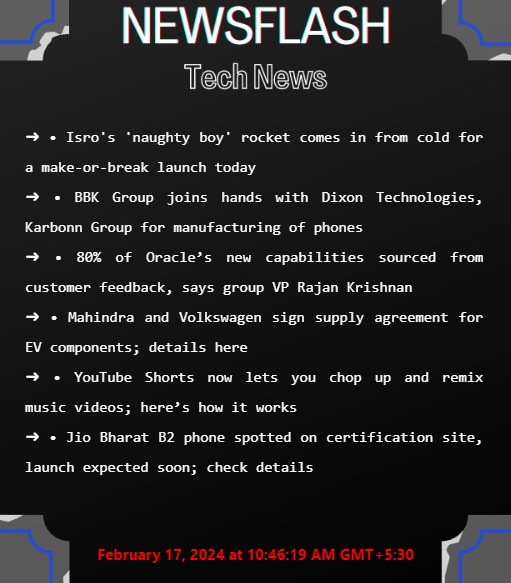 NEWSFLASH
Tech News
➜ • Isro's 'naughty boy' rocket comes in from cold for
a make-or-break launch today
➜ • BBK Group joins hands with Dixon Technologies,
Karbonn Group for manufacturing of phones
➜ • 80% of Oracle’s new capabilities sourced from
customer feedback, says group VP Rajan Krishnan
➜ • Mahindra and Volkswagen sign supply agreement for
EV components; details here
➜ • YouTube Shorts now lets you chop up and remix
music videos; here’s how it works
➜ • Jio Bharat B2 phone spotted on certification site,
launch expected soon; check details
February 17, 2024 at 10:46:19 AM GMT+5:30